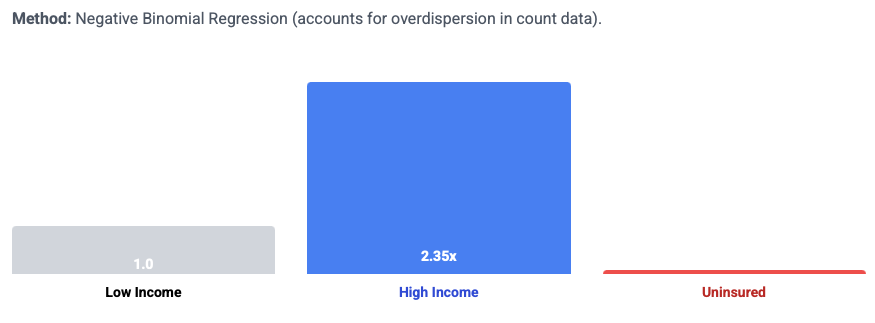 Method: Negative Binomial Regression (accounts for overdispersion in count data).
1.0
2.35x
Low Income
High Income
Uninsured